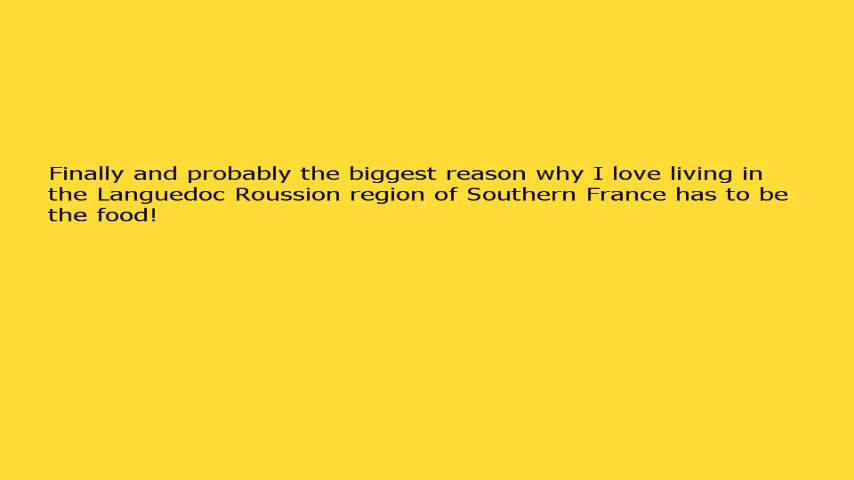 Finally and probably the biggest reason why I love living in
the Languedoc Roussion region of Southern France has to be
the food!